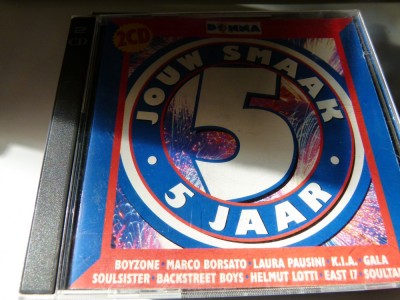 DONNA
2CD
JOUW SMAAK
5
5 JAAR
BOYZONE · MARCO BORSATO · LAURA PAUSINI · K.I.A. · GALA
SOULSISTER · BACKSTREET BOYS · HELMUT LOTTI · EAST 17 · SOULTA